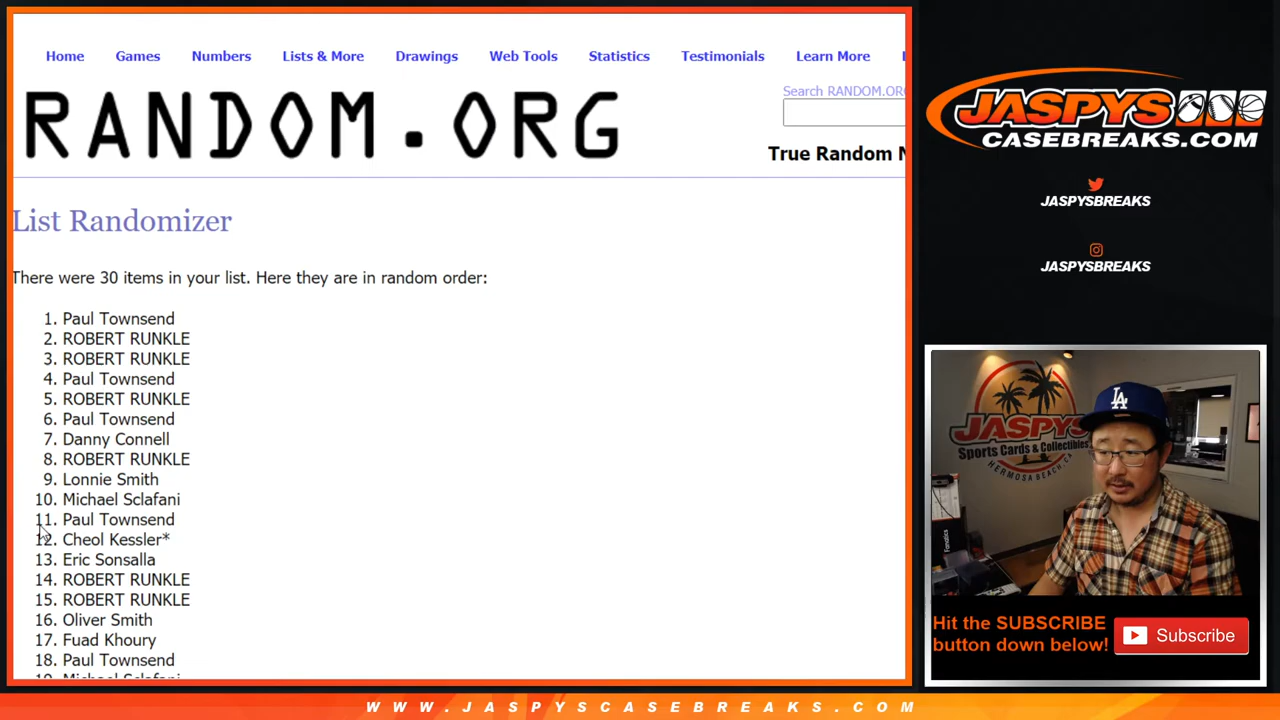 Home Games Numbers Lists & More Drawings Web Tools Statistics Testimonials Learn More
Search RANDOM.ORG
RANDOM.ORG
True Random N
List Randomizer
There were 30 items in your list. Here they are in random order:
1. Paul Townsend
2. ROBERT RUNKLE
3. ROBERT RUNKLE
4. Paul Townsend
5. ROBERT RUNKLE
6. Paul Townsend
7. Danny Connell
8. ROBERT RUNKLE
9. Lonnie Smith
10. Michael Sclafani
11. Paul Townsend
12. Cheol Kessler*
13. Eric Sonsalla
14. ROBERT RUNKLE
15. ROBERT RUNKLE
16. Oliver Smith
17. Fuad Khoury
18. Paul Townsend
19. Michael Sclafani
JASPYS
CASEBREAKS.COM
JASPYSBREAKS
JASPYSBREAKS
LA
JASPYS
Sports Cards & Collectibles
HERMOSA BEACH, CA
Fanatics
Hit the SUBSCRIBE
button down below!
Subscribe
WWW.JASPYSCASEBREAKS.COM